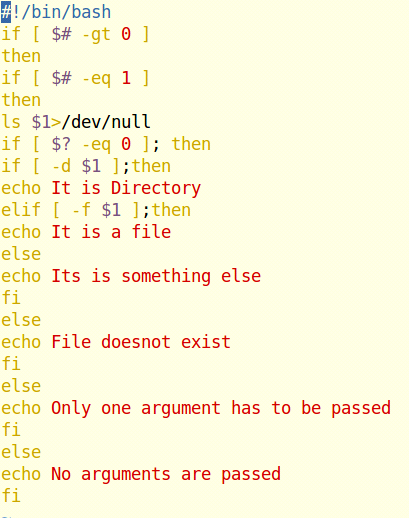 #!/bin/bash
if [ $# -gt 0 ]
then
if [ $# -eq 1 ]
then
ls $1>/dev/null
if [ $? -eq 0 ]; then
if [ -d $1 ];then
echo It is Directory
elif [ -f $1 ];then
echo It is a file
else
echo Its is something else
fi
else
echo File doesnot exist
fi
else
echo Only one argument has to be passed
fi
else
echo No arguments are passed
fi
~